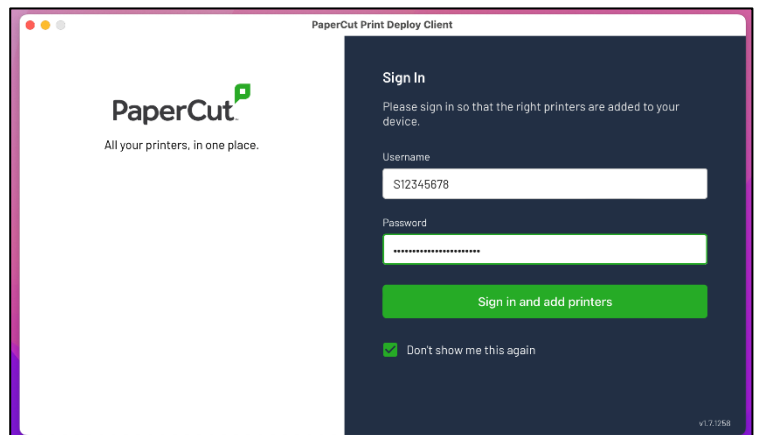 PaperCut Print Deploy Client
PaperCut
All your printers, in one place.
Sign In
Please sign in so that the right printers are added to your
device.
Username
S12345678
Password
•••••••••••••••••••••••
Sign in and add printers
Don't show me this again
v1.7.1258